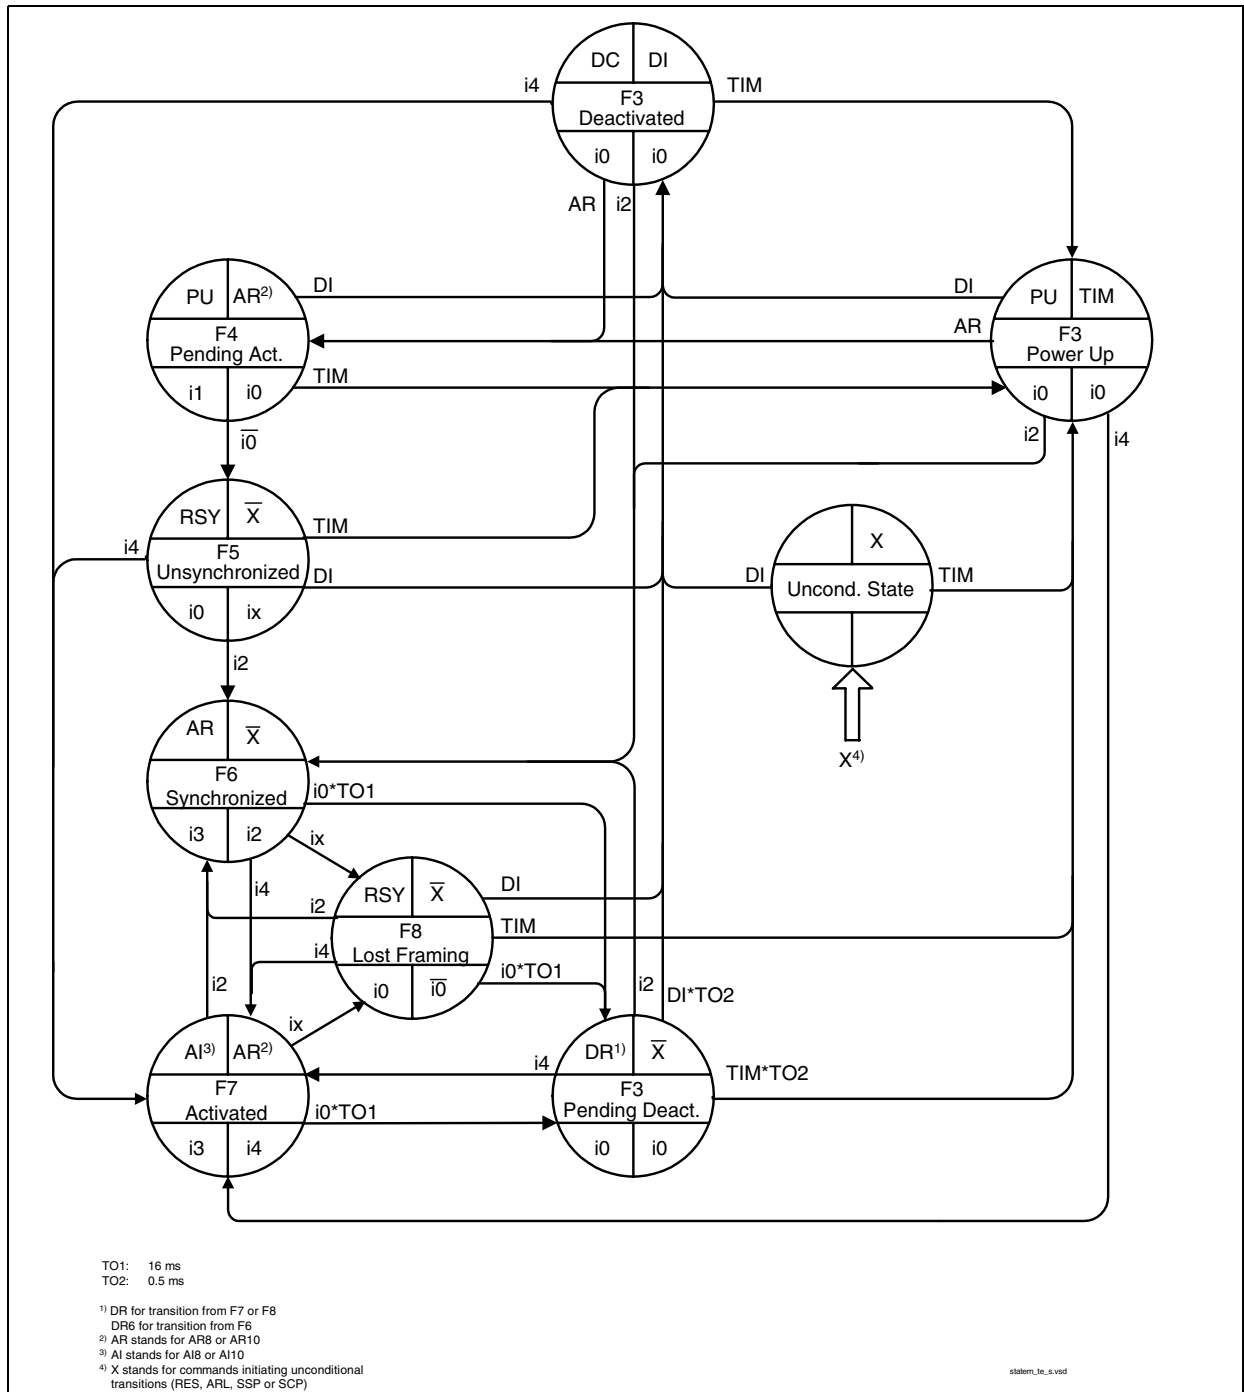 DC DI
F3
Deactivated
i0 i0
i4
TIM
AR
i2
PU AR2)
F4
Pending Act.
i1 i0
DI
TIM
i0̅
DI
AR
PU TIM
F3
Power Up
i0 i0
i2
i4
RSY X̅
F5
Unsynchronized
i0 ix
i4
TIM
DI
i2
X
Uncond. State
DI
TIM
X4)
AR X̅
F6
Synchronized
i3 i2
i0*TO1
ix
i4
RSY X̅
F8
Lost Framing
i0 i0̅
i2
i4
DI
TIM
i0*TO1
i2
ix
i2
DI*TO2
AI3) AR2)
F7
Activated
i3 i4
i4
i0*TO1
DR1) X̅
F3
Pending Deact.
i0 i0
TIM*TO2
TO1: 16 ms
TO2: 0.5 ms
1) DR for transition from F7 or F8
DR6 for transition from F6
2) AR stands for AR8 or AR10
3) AI stands for AI8 or AI10
4) X stands for commands initiating unconditional
transitions (RES, ARL, SSP or SCP)
statem_te_s.vsd